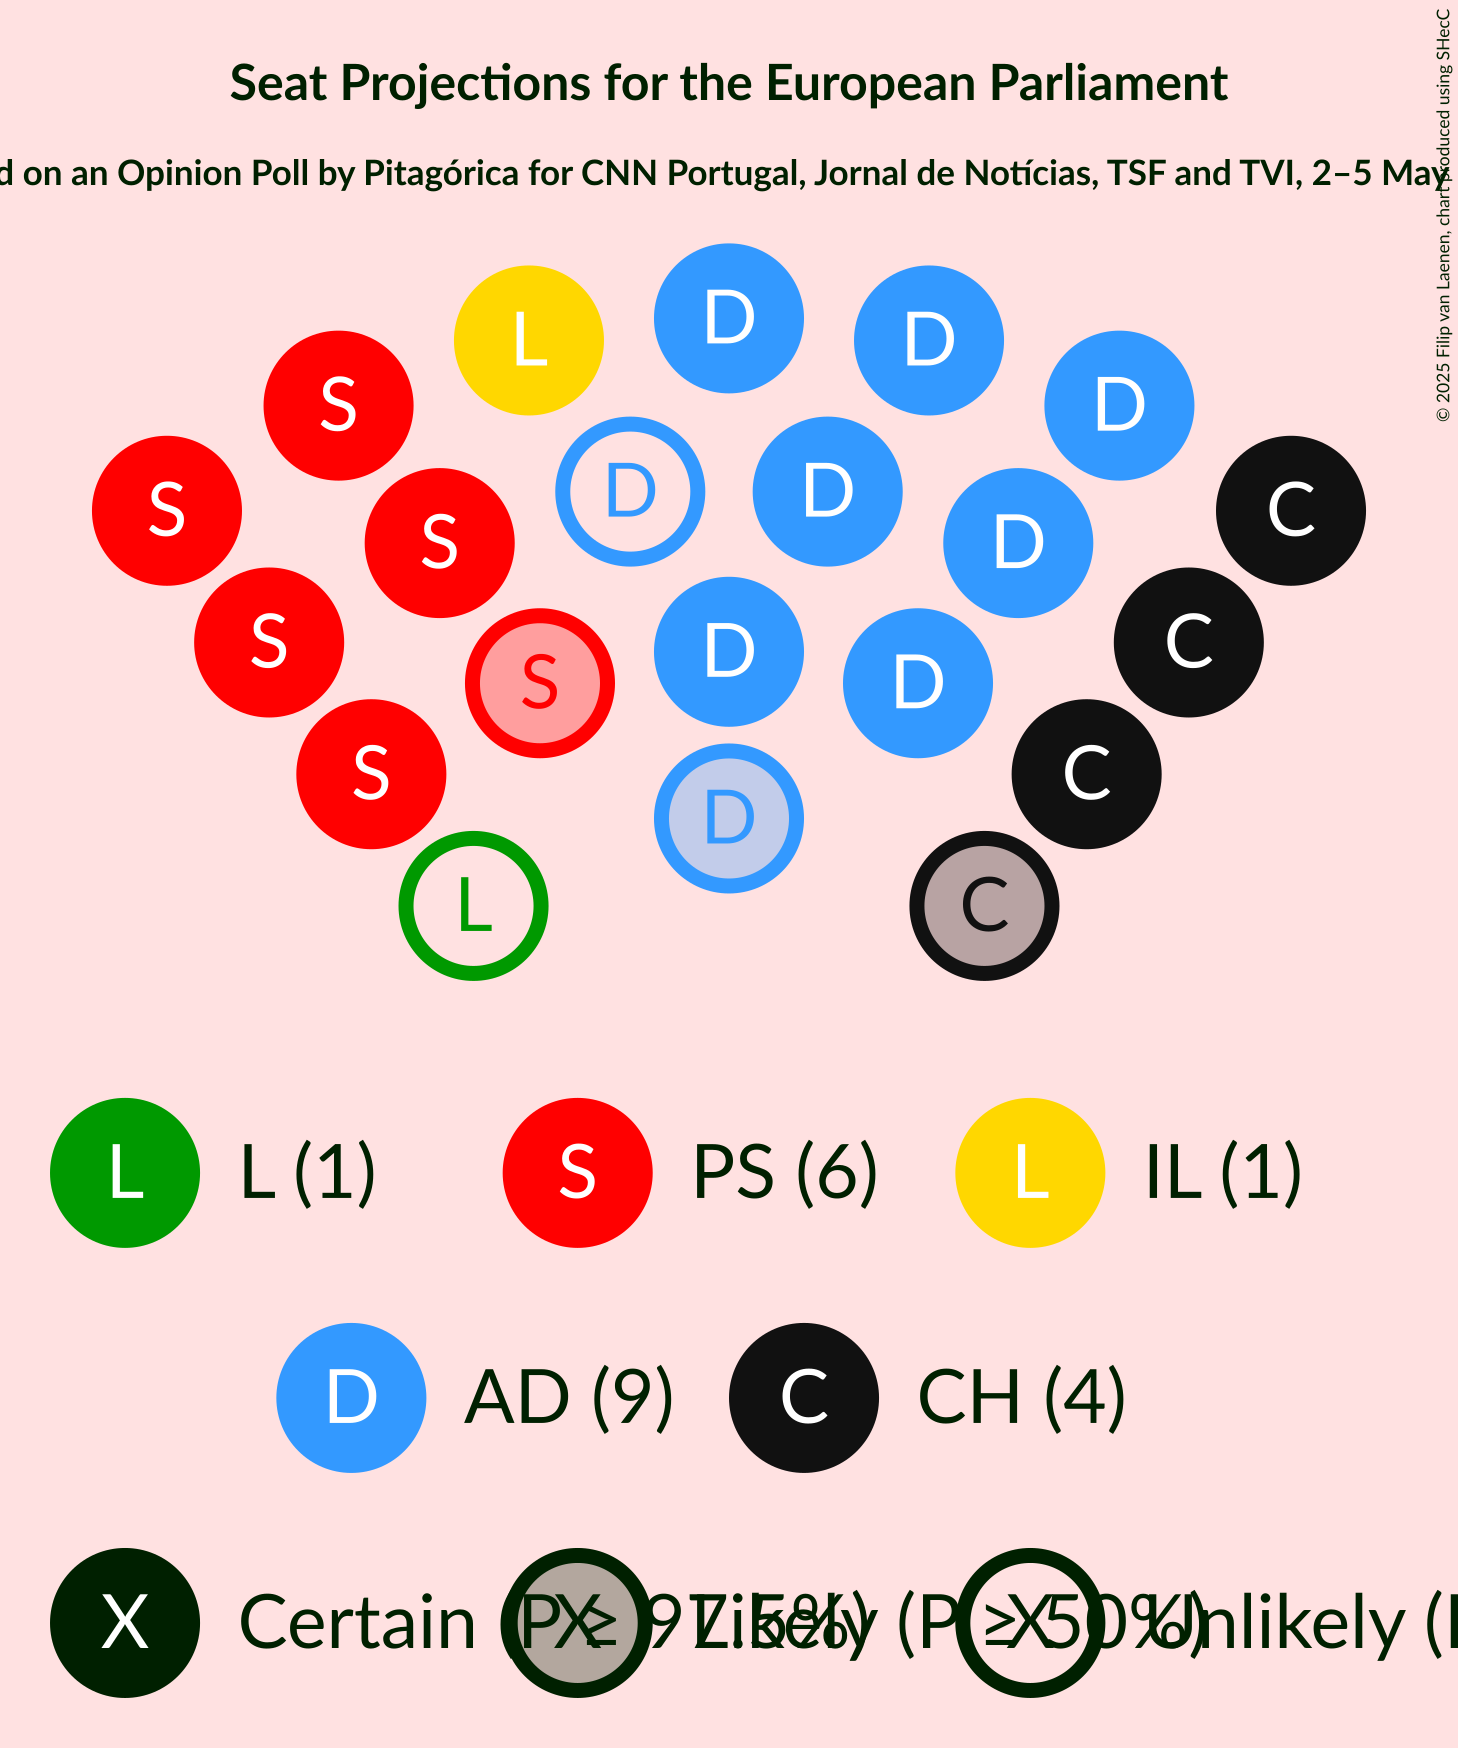 Seat Projections for the European Parliament
d on an Opinion Poll by Pitagórica for CNN Portugal, Jornal de Notícias, TSF and TVI, 2–5 May
© 2025 Filip van Laenen, chart produced using SHecC
D
L D
S D
S D D C
S D D
S C
S D
S D
S C
D
L C
L L (1) S PS (6) L IL (1)
D AD (9) C CH (4)
X Certain (P ≥ 97.5%) X Likely (P ≥ 50%) X Unlikely (